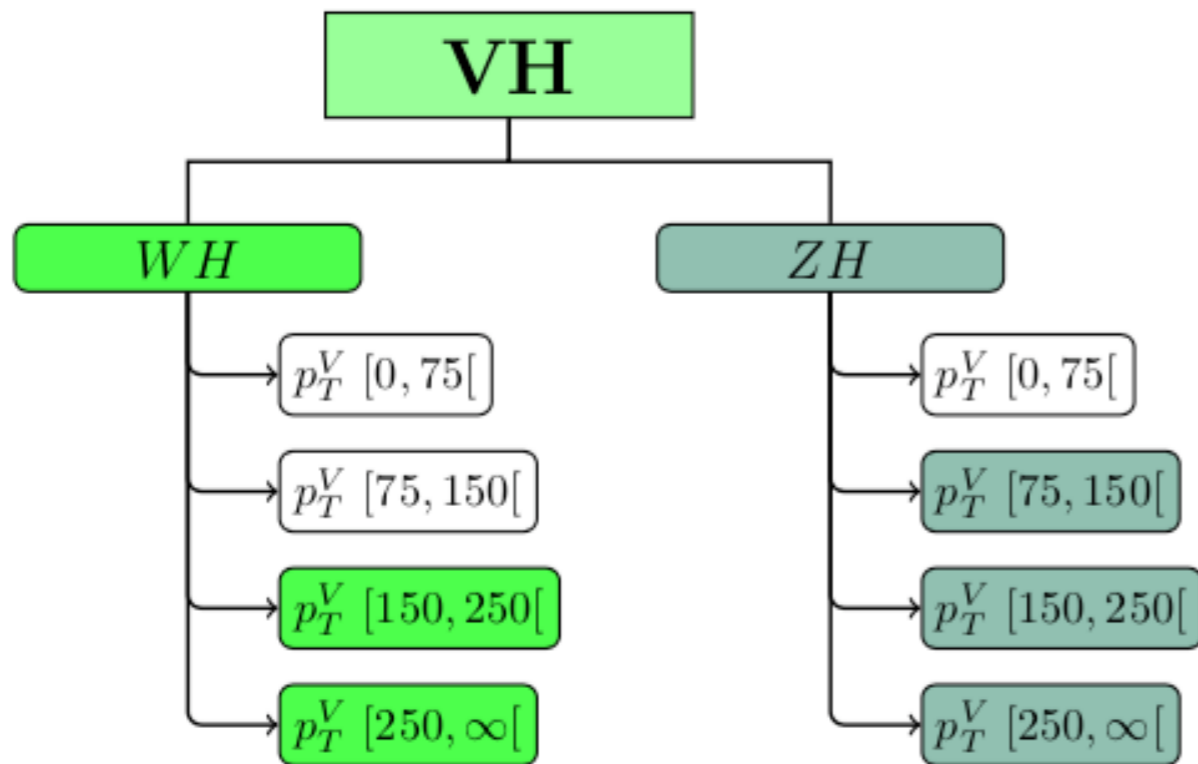 VH
WH
ZH
p_T^V [0, 75[
p_T^V [75, 150[
p_T^V [150, 250[
p_T^V [250, ∞[
p_T^V [0, 75[
p_T^V [75, 150[
p_T^V [150, 250[
p_T^V [250, ∞[